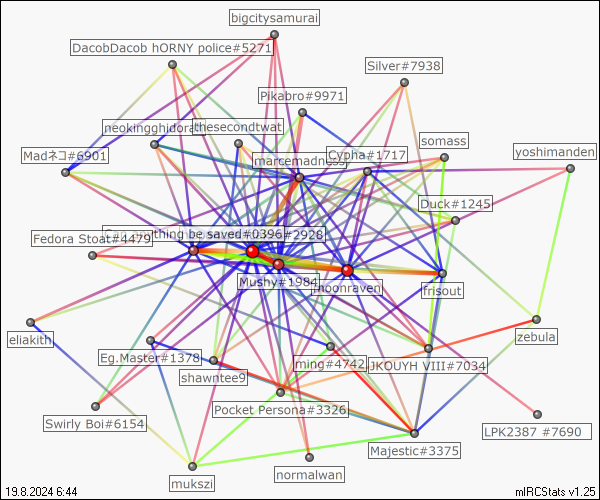 bigcitysamurai
DacobDacob hORNY police#5271
Silver#7938
Pikabro#9971
neokingghidora
thesecondtwat
somass
Madネコ#6901
marcemadness
Cypha#1717
yoshimanden
Duck#1245
Fedora Stoat#4479
anything be saved#0396
#2928
Mushy#1984
moonraven
frisout
eliakith
zebula
Eg.Master#1378
ming#4742
JKOUYH VIII#7034
shawntee9
Pocket Persona#3326
Swirly Boi#6154
LPK2387 #7690
Majestic#3375
mukszi
normalwan
19.8.2024 6:44
mIRCStats v1.25